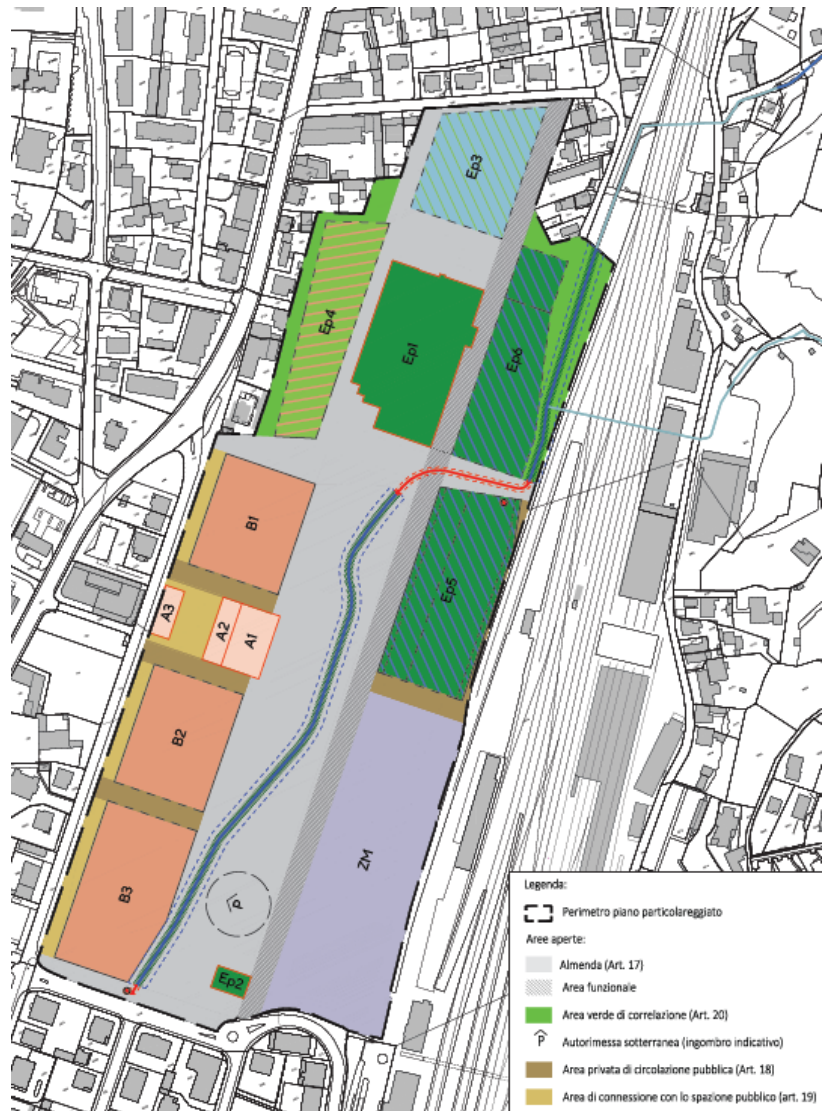 Ep3
Ep4
Ep1
Ep6
B1
A3
A2
A1
Ep5
B2
ZM
B3
P
Ep2
Legenda:
Perimetro piano particolareggiato
Aree aperte:
Almenda (Art. 17)
Area funzionale
Area verde di correlazione (Art. 20)
P Autorimessa sotterranea (ingombro indicativo)
Area privata di circolazione pubblica (Art. 18)
Area di connessione con lo spazione pubblico (art. 19)